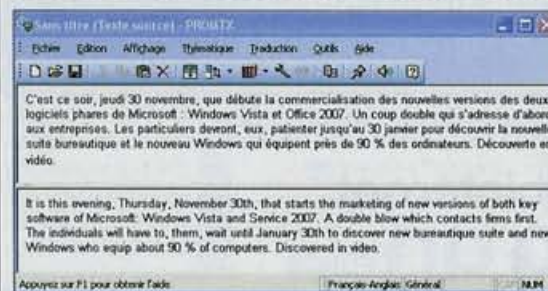 Sans titre (Texte source) - PROMTX
Fichier Edition Affichage Thématique Traduction Outils Aide
C'est ce soir, jeudi 30 novembre, que débute la commercialisation des nouvelles versions des deux
logiciels phares de Microsoft : Windows Vista et Office 2007. Un coup double qui s'adresse d'abord
aux entreprises. Les particuliers devront, eux, patienter jusqu'au 30 janvier pour découvrir la nouvelle
suite bureautique et le nouveau Windows qui équipent près de 90 % des ordinateurs. Découverte en
vidéo.
It is this evening, Thursday, November 30th, that starts the marketing of new versions of both key
software of Microsoft: Windows Vista and Service 2007. A double blow which contacts firms first.
The individuals will have to, them, wait until January 30th to discover new bureautique suite and new
Windows who equip about 90 % of computers. Discovered in video.
Appuyez sur F1 pour obtenir l'aide Français-Anglais Général NUM